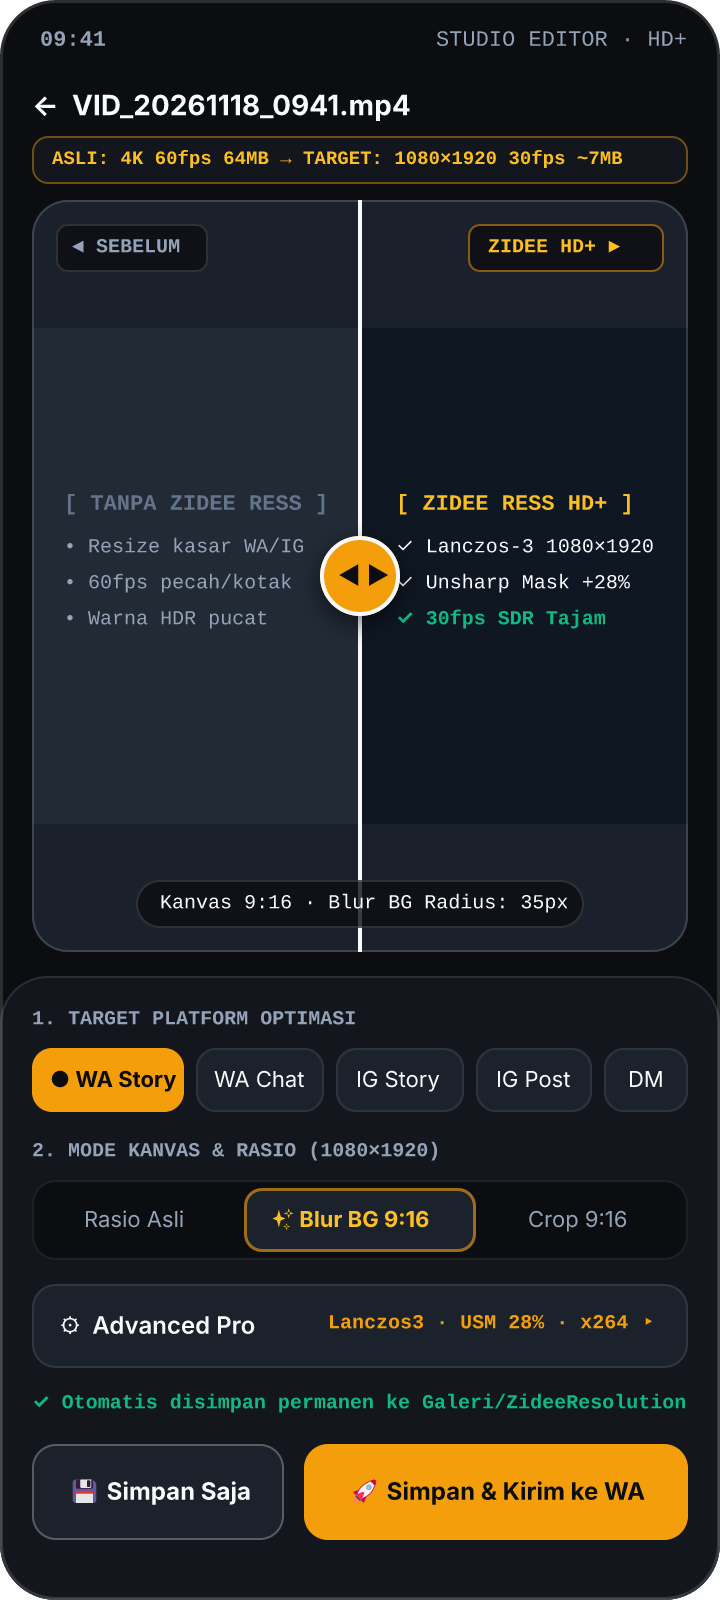 09:41
STUDIO EDITOR · HD+
← VID_20261118_0941.mp4
ASLI: 4K 60fps 64MB → TARGET: 1080×1920 30fps ~7MB
◄ SEBELUM
ZIDEE HD+ ►
[ TANPA ZIDEE RESS ]
• Resize kasar WA/IG
• 60fps pecah/kotak
• Warna HDR pucat
[ ZIDEE RESS HD+ ]
✓ Lanczos-3 1080×1920
✓ Unsharp Mask +28%
✓ 30fps SDR Tajam
Kanvas 9:16 · Blur BG Radius: 35px
1. TARGET PLATFORM OPTIMASI
● WA Story
WA Chat
IG Story
IG Post
DM
2. MODE KANVAS & RASIO (1080×1920)
Rasio Asli
✨ Blur BG 9:16
Crop 9:16
⚙ Advanced Pro
Lanczos3 · USM 28% · x264 ▸
✓ Otomatis disimpan permanen ke Galeri/ZideeResolution
💾 Simpan Saja
🚀 Simpan & Kirim ke WA